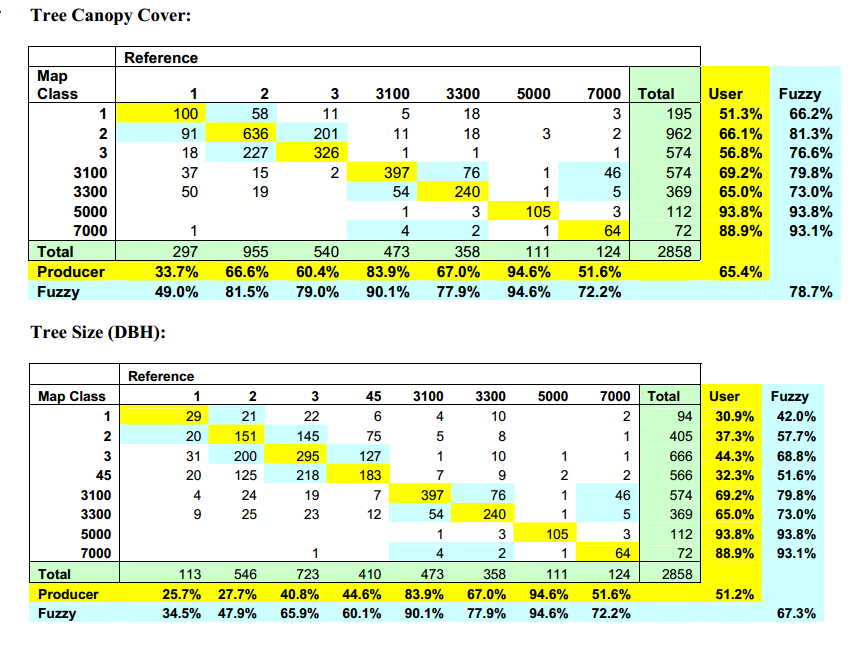 Tree Canopy Cover:
Reference
Map
Class 1 2 3 3100 3300 5000 7000 Total User Fuzzy
1 100 58 11 5 18 3 195 51.3% 66.2%
2 91 636 201 11 18 3 2 962 66.1% 81.3%
3 18 227 326 1 1 1 574 56.8% 76.6%
3100 37 15 2 397 76 1 46 574 69.2% 79.8%
3300 50 19 54 240 1 5 369 65.0% 73.0%
5000 1 3 105 3 112 93.8% 93.8%
7000 1 4 2 1 64 72 88.9% 93.1%
Total 297 955 540 473 358 111 124 2858
Producer 33.7% 66.6% 60.4% 83.9% 67.0% 94.6% 51.6% 65.4%
Fuzzy 49.0% 81.5% 79.0% 90.1% 77.9% 94.6% 72.2% 78.7%
Tree Size (DBH):
Reference
Map Class 1 2 3 45 3100 3300 5000 7000 Total User Fuzzy
1 29 21 22 6 4 10 2 94 30.9% 42.0%
2 20 151 145 75 5 8 1 405 37.3% 57.7%
3 31 200 295 127 1 10 1 1 666 44.3% 68.8%
45 20 125 218 183 7 9 2 2 566 32.3% 51.6%
3100 4 24 19 7 397 76 1 46 574 69.2% 79.8%
3300 9 25 23 12 54 240 1 5 369 65.0% 73.0%
5000 1 3 105 3 112 93.8% 93.8%
7000 1 4 2 1 64 72 88.9% 93.1%
Total 113 546 723 410 473 358 111 124 2858
Producer 25.7% 27.7% 40.8% 44.6% 83.9% 67.0% 94.6% 51.6% 51.2%
Fuzzy 34.5% 47.9% 65.9% 60.1% 90.1% 77.9% 94.6% 72.2% 67.3%